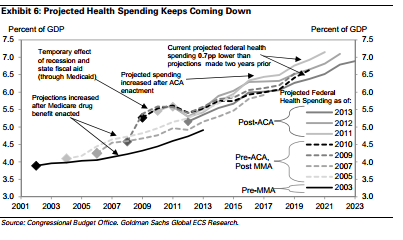 Exhibit 6: Projected Health Spending Keeps Coming Down
Percent of GDP
Percent of GDP
7.5
7.0
6.5
6.0
5.5
5.0
4.5
4.0
3.5
3.0
Temporary effect
of recession and
state fiscal aid
(through Medicaid)
Projections increased
after Medicare drug
benefit enacted
Projected spending
increased after ACA
enactment
Current projected federal health
spending 0.7pp lower than
projections made two years prior
Projected Federal
Health Spending as of:
Post-ACA
2013
2012
2011
Pre-ACA,
Post MMA
2010
2009
2007
2005
Pre-MMA
2003
7.5
7.0
6.5
6.0
5.5
5.0
4.5
4.0
3.5
3.0
2001 2003 2005 2007 2009 2011 2013 2015 2017 2019 2021 2023
Source: Congressional Budget Office. Goldman Sachs Global ECS Research.